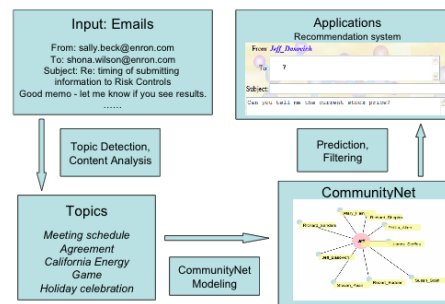 Input: Emails
From: sally.beck@enron.com
To: shona.wilson@enron.com
Subject: Re: timing of submitting
information to Risk Controls
Good memo - let me know if you see results.
......
Applications
Recommendation system
From Jeff_Dasovich
To
?
Subject:
Can you tell me the current stock price?
Topic Detection,
Content Analysis
Prediction,
Filtering
Topics
Meeting schedule
Agreement
California Energy
Game
Holiday celebration
CommunityNet
Modeling
CommunityNet
Richard_Sanders
Jeff_Dasovich